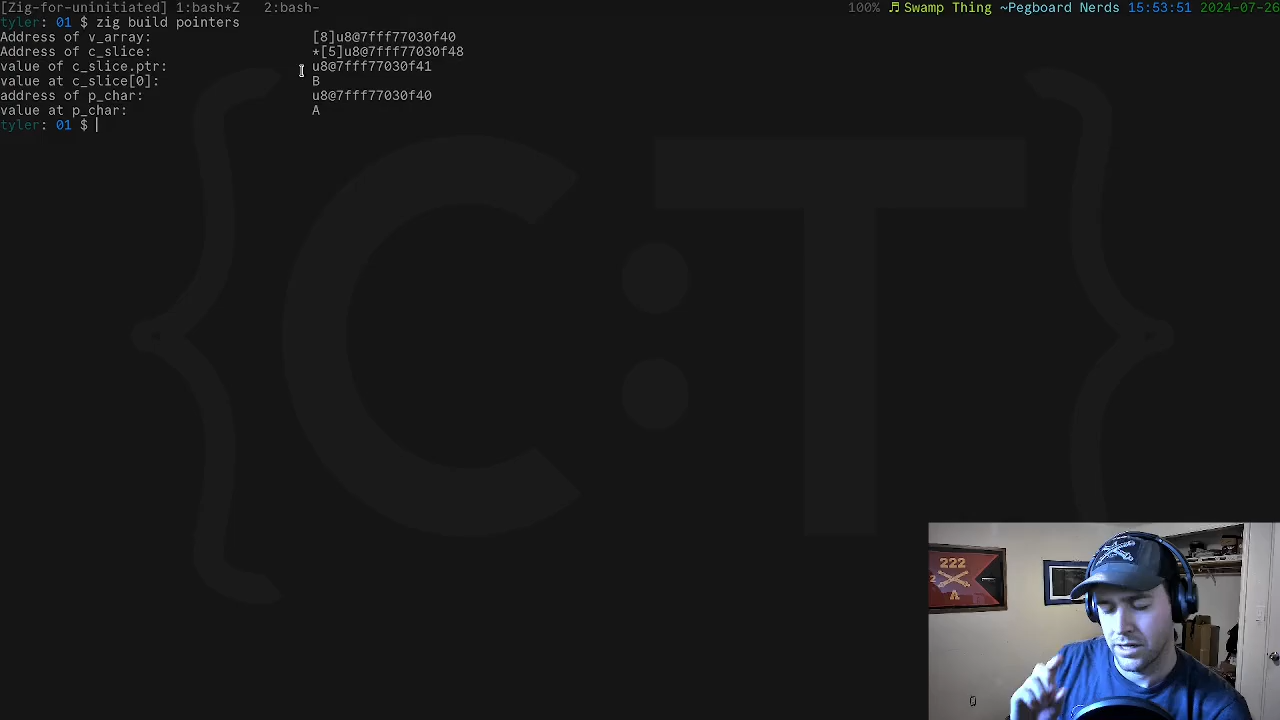 [Zig-for-uninitiated] 1:bash*Z 2:bash- 100% ♬ Swamp Thing ~Pegboard Nerds 15:53:51 2024-07-26
tyler: 01 $ zig build pointers
Address of v_array: [8]u8@7fff77030f40
Address of c_slice: *[5]u8@7fff77030f48
value of c_slice.ptr: u8@7fff77030f41
value at c_slice[0]: B
address of p_char: u8@7fff77030f40
value at p_char: A
tyler: 01 $
{C:T}
222
2
A